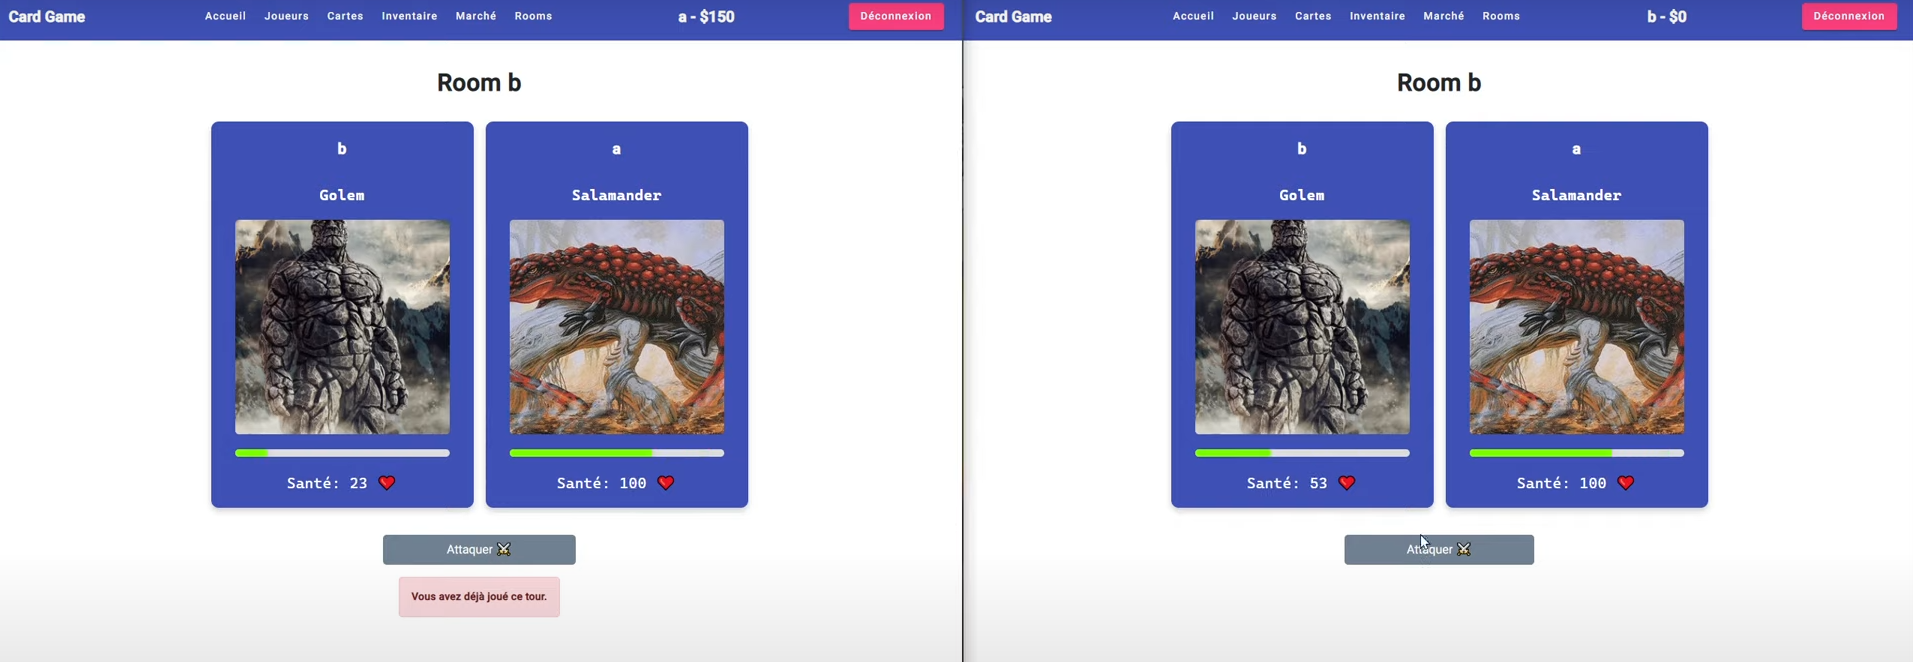 Card Game
Accueil Joueurs Cartes Inventaire Marché Rooms
a - $150
Déconnexion
Room b
b
Golem
Santé: 23
a
Salamander
Santé: 100
Attaquer
Vous avez déjà joué ce tour.
Card Game
Accueil Joueurs Cartes Inventaire Marché Rooms
b - $0
Déconnexion
Room b
b
Golem
Santé: 53
a
Salamander
Santé: 100
Attaquer